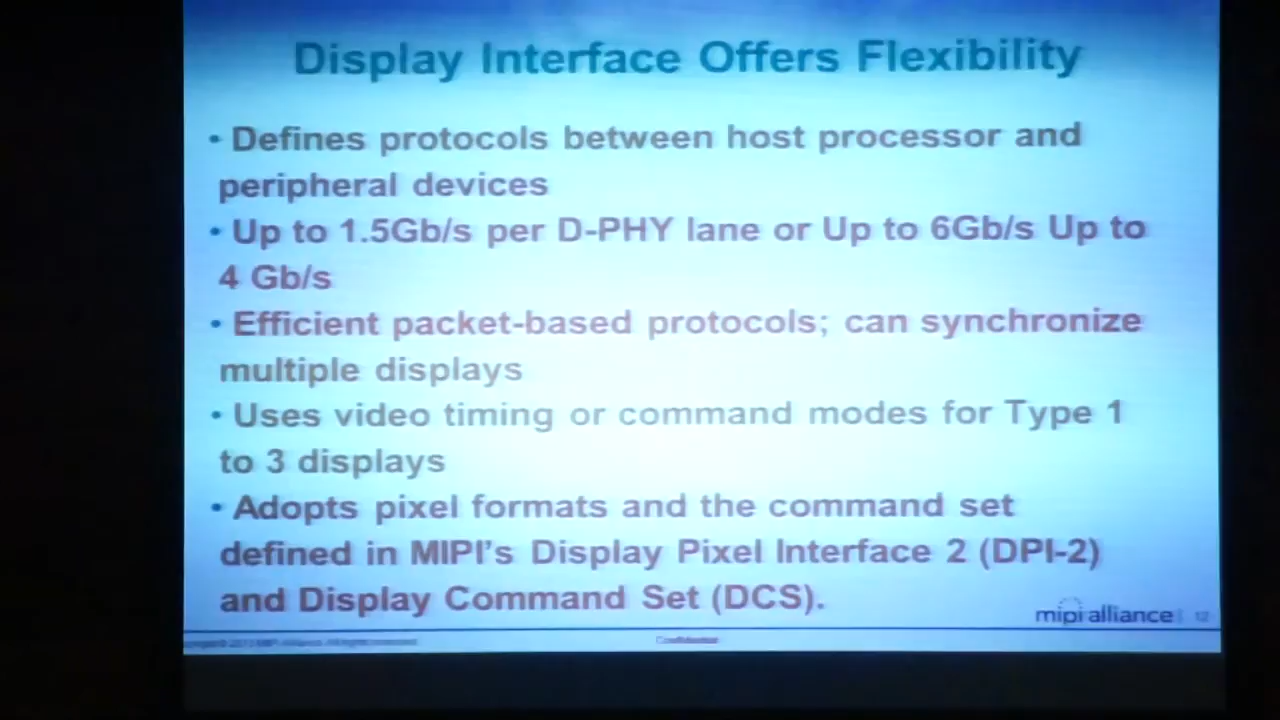 Display Interface Offers Flexibility
• Defines protocols between host processor and
peripheral devices
• Up to 1.5Gb/s per D-PHY lane or Up to 6Gb/s Up to
4 Gb/s
• Efficient packet-based protocols; can synchronize
multiple displays
• Uses video timing or command modes for Type 1
to 3 displays
• Adopts pixel formats and the command set
defined in MIPI's Display Pixel Interface 2 (DPI-2)
and Display Command Set (DCS).
mipi alliance | 12
Confidential